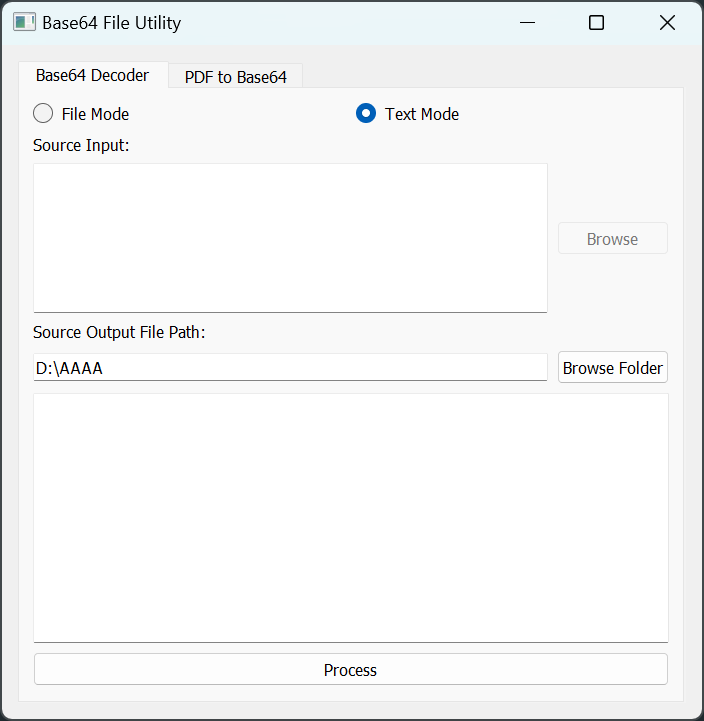 Base64 File Utility
Base64 Decoder PDF to Base64
File Mode Text Mode
Source Input:
Browse
Source Output File Path:
D:\AAAA Browse Folder
Process